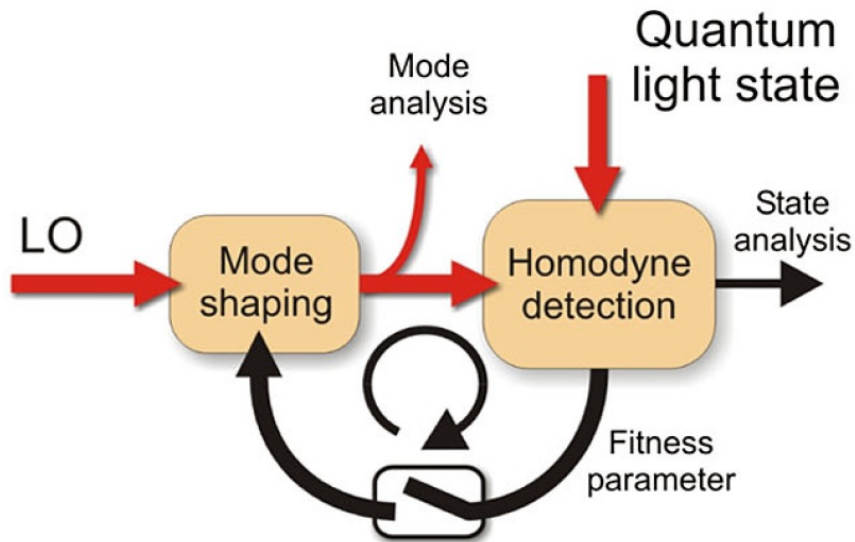 Quantum
light state
Mode
analysis
LO
Mode
shaping
Homodyne
detection
State
analysis
Fitness
parameter